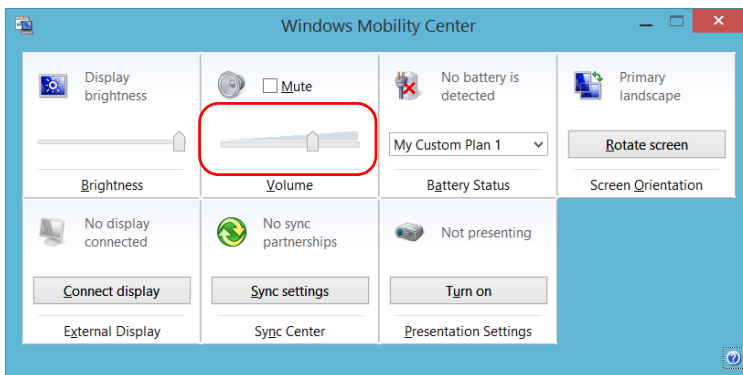 Windows Mobility Center
Display
brightness
Brightness
Mute
Volume
No battery is
detected
My Custom Plan 1
Battery Status
Primary
landscape
Rotate screen
Screen Orientation
No display
connected
Connect display
External Display
No sync
partnerships
Sync settings
Sync Center
Not presenting
Turn on
Presentation Settings